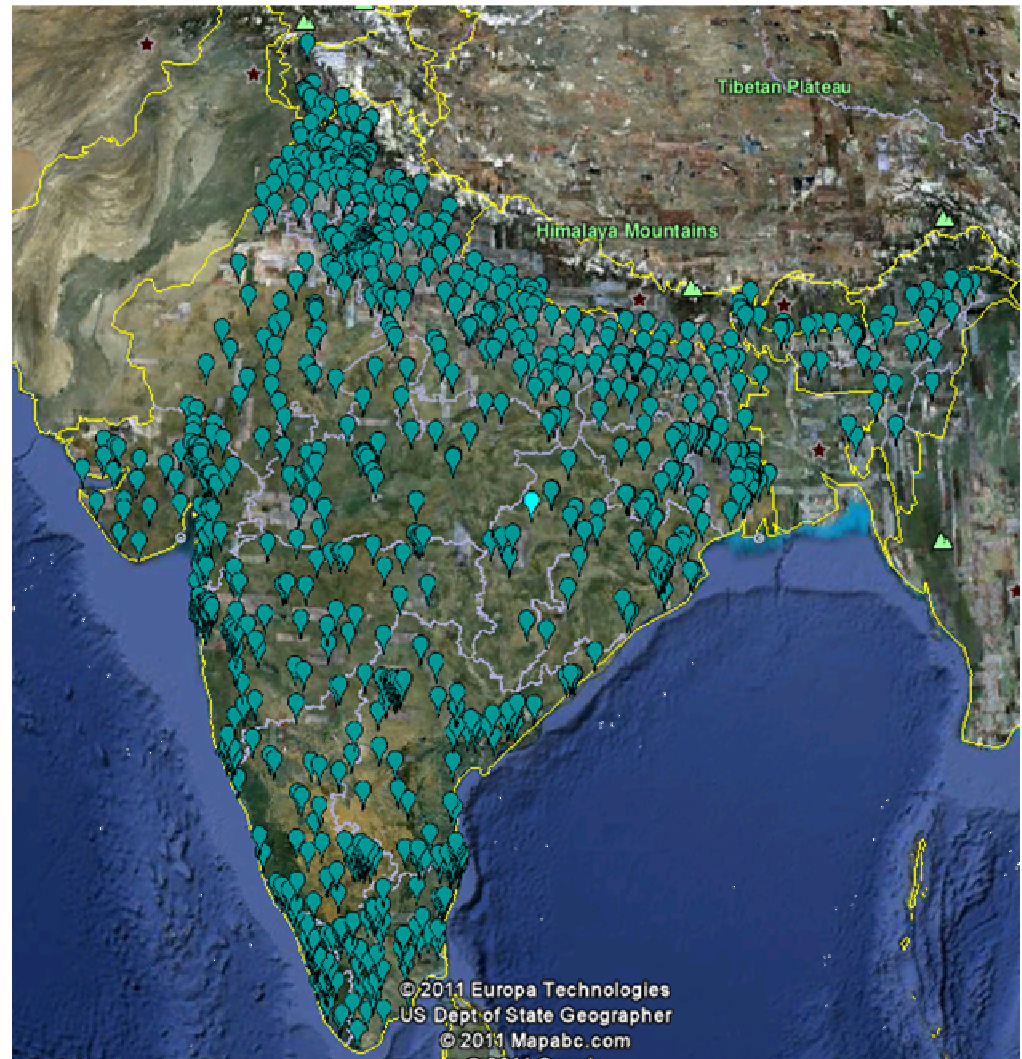 Tibetan Plateau
Himalaya Mountains
© 2011 Europa Technologies
US Dept of State Geographer
© 2011 Mapabc.com